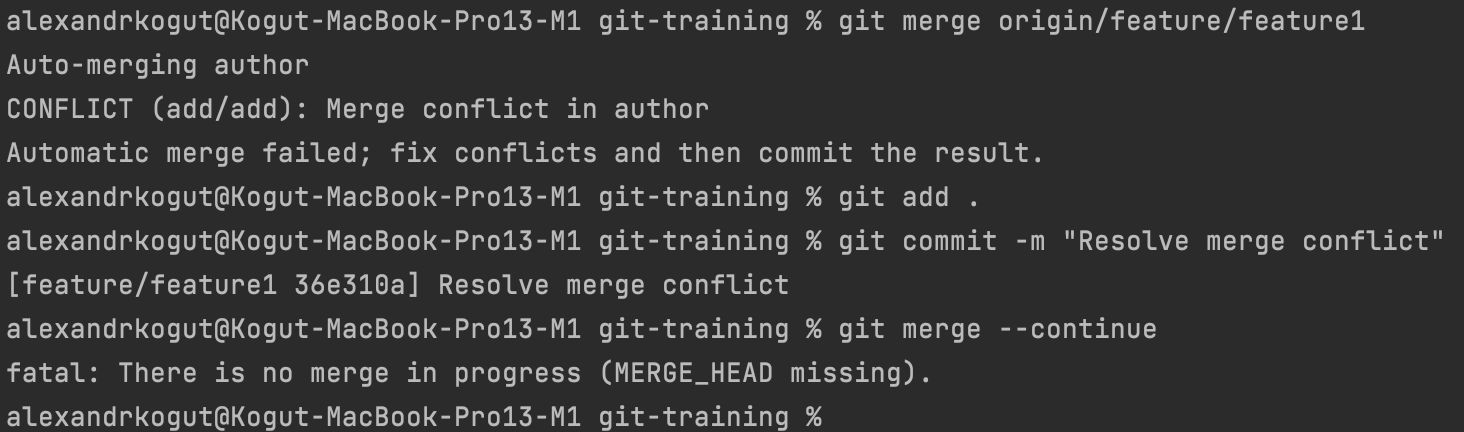 alexandrkogut@Kogut-MacBook-Pro13-M1 git-training % git merge origin/feature/feature1
Auto-merging author
CONFLICT (add/add): Merge conflict in author
Automatic merge failed; fix conflicts and then commit the result.
alexandrkogut@Kogut-MacBook-Pro13-M1 git-training % git add .
alexandrkogut@Kogut-MacBook-Pro13-M1 git-training % git commit -m "Resolve merge conflict"
[feature/feature1 36e310a] Resolve merge conflict
alexandrkogut@Kogut-MacBook-Pro13-M1 git-training % git merge --continue
fatal: There is no merge in progress (MERGE_HEAD missing).
alexandrkogut@Kogut-MacBook-Pro13-M1 git-training %